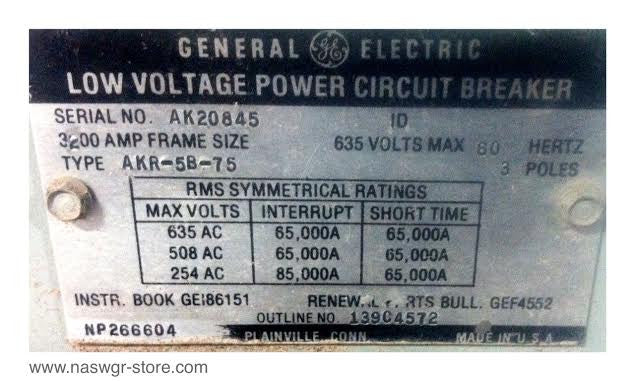 GENERAL GE ELECTRIC
LOW VOLTAGE POWER CIRCUIT BREAKER
SERIAL NO. AK20845 ID
3200 AMP FRAME SIZE 635 VOLTS MAX 60 HERTZ
TYPE AKR-5B-75 3 POLES
RMS SYMMETRICAL RATINGS
MAX VOLTS INTERRUPT SHORT TIME
635 AC 65,000A 65,000A
508 AC 65,000A 65,000A
254 AC 85,000A 65,000A
INSTR. BOOK GEI86151 BULL. GEF4552
OUTLINE NO. 139C4572
NP266604 PLAINVILLE, CONN. MADE IN U.S.A.
www.naswgr-store.com